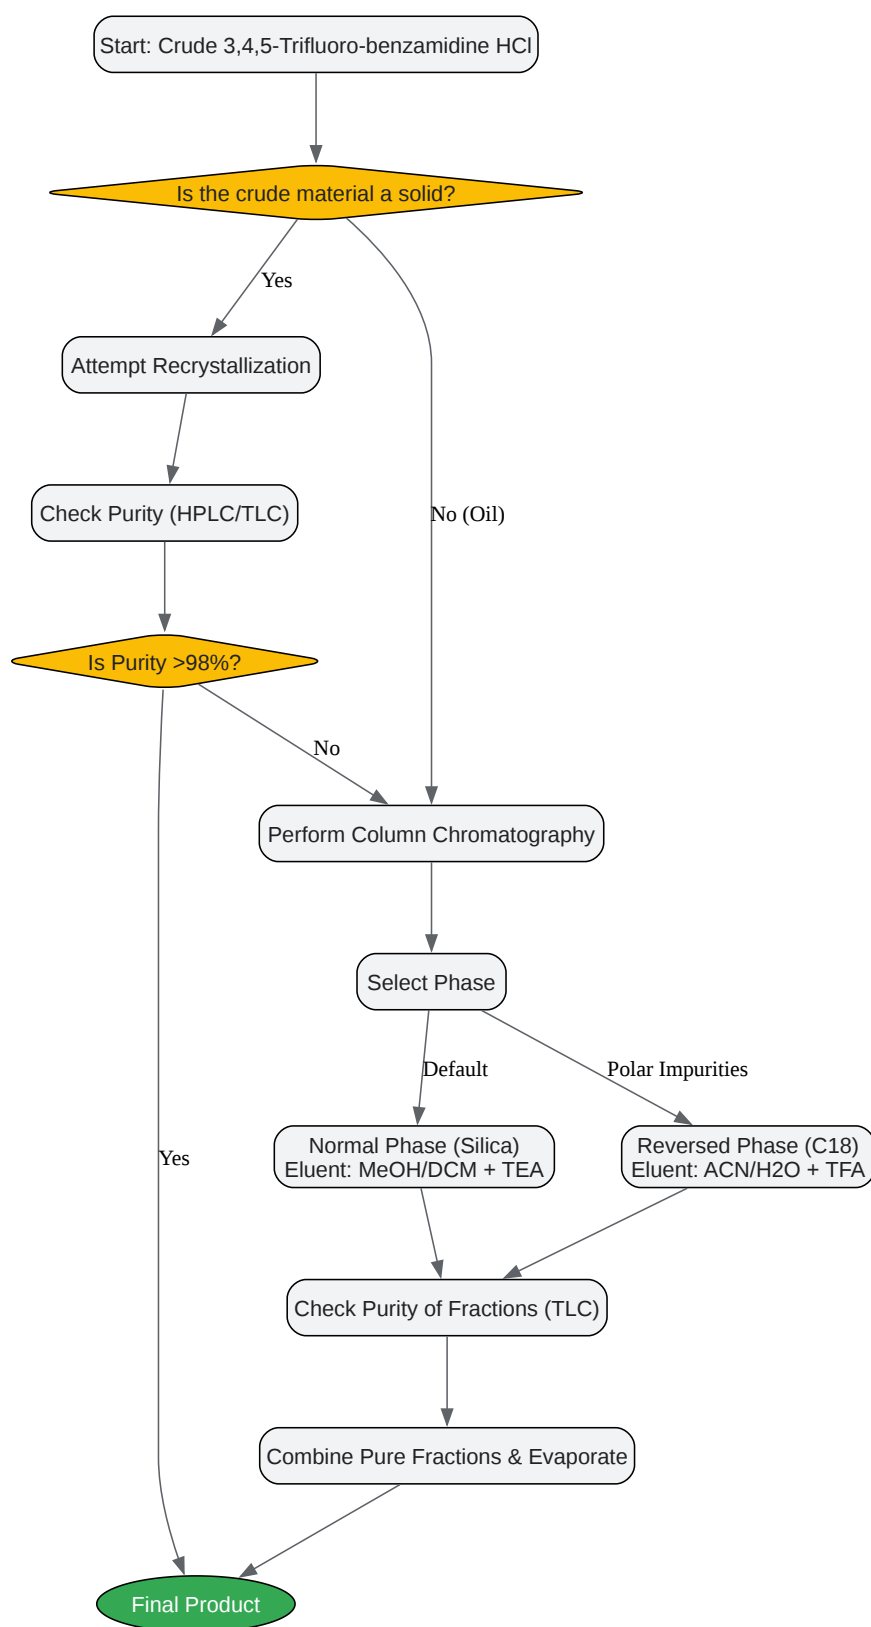 Start: Crude 3,4,5-Trifluoro-benzamidine HCl
Is the crude material a solid?
Yes
Attempt Recrystallization
Check Purity (HPLC/TLC)
No (Oil)
Is Purity >98%?
No
Perform Column Chromatography
Select Phase
Default
Polar Impurities
Normal Phase (Silica)
Eluent: MeOH/DCM + TEA
Reversed Phase (C18)
Eluent: ACN/H2O + TFA
Yes
Check Purity of Fractions (TLC)
Combine Pure Fractions & Evaporate
Final Product